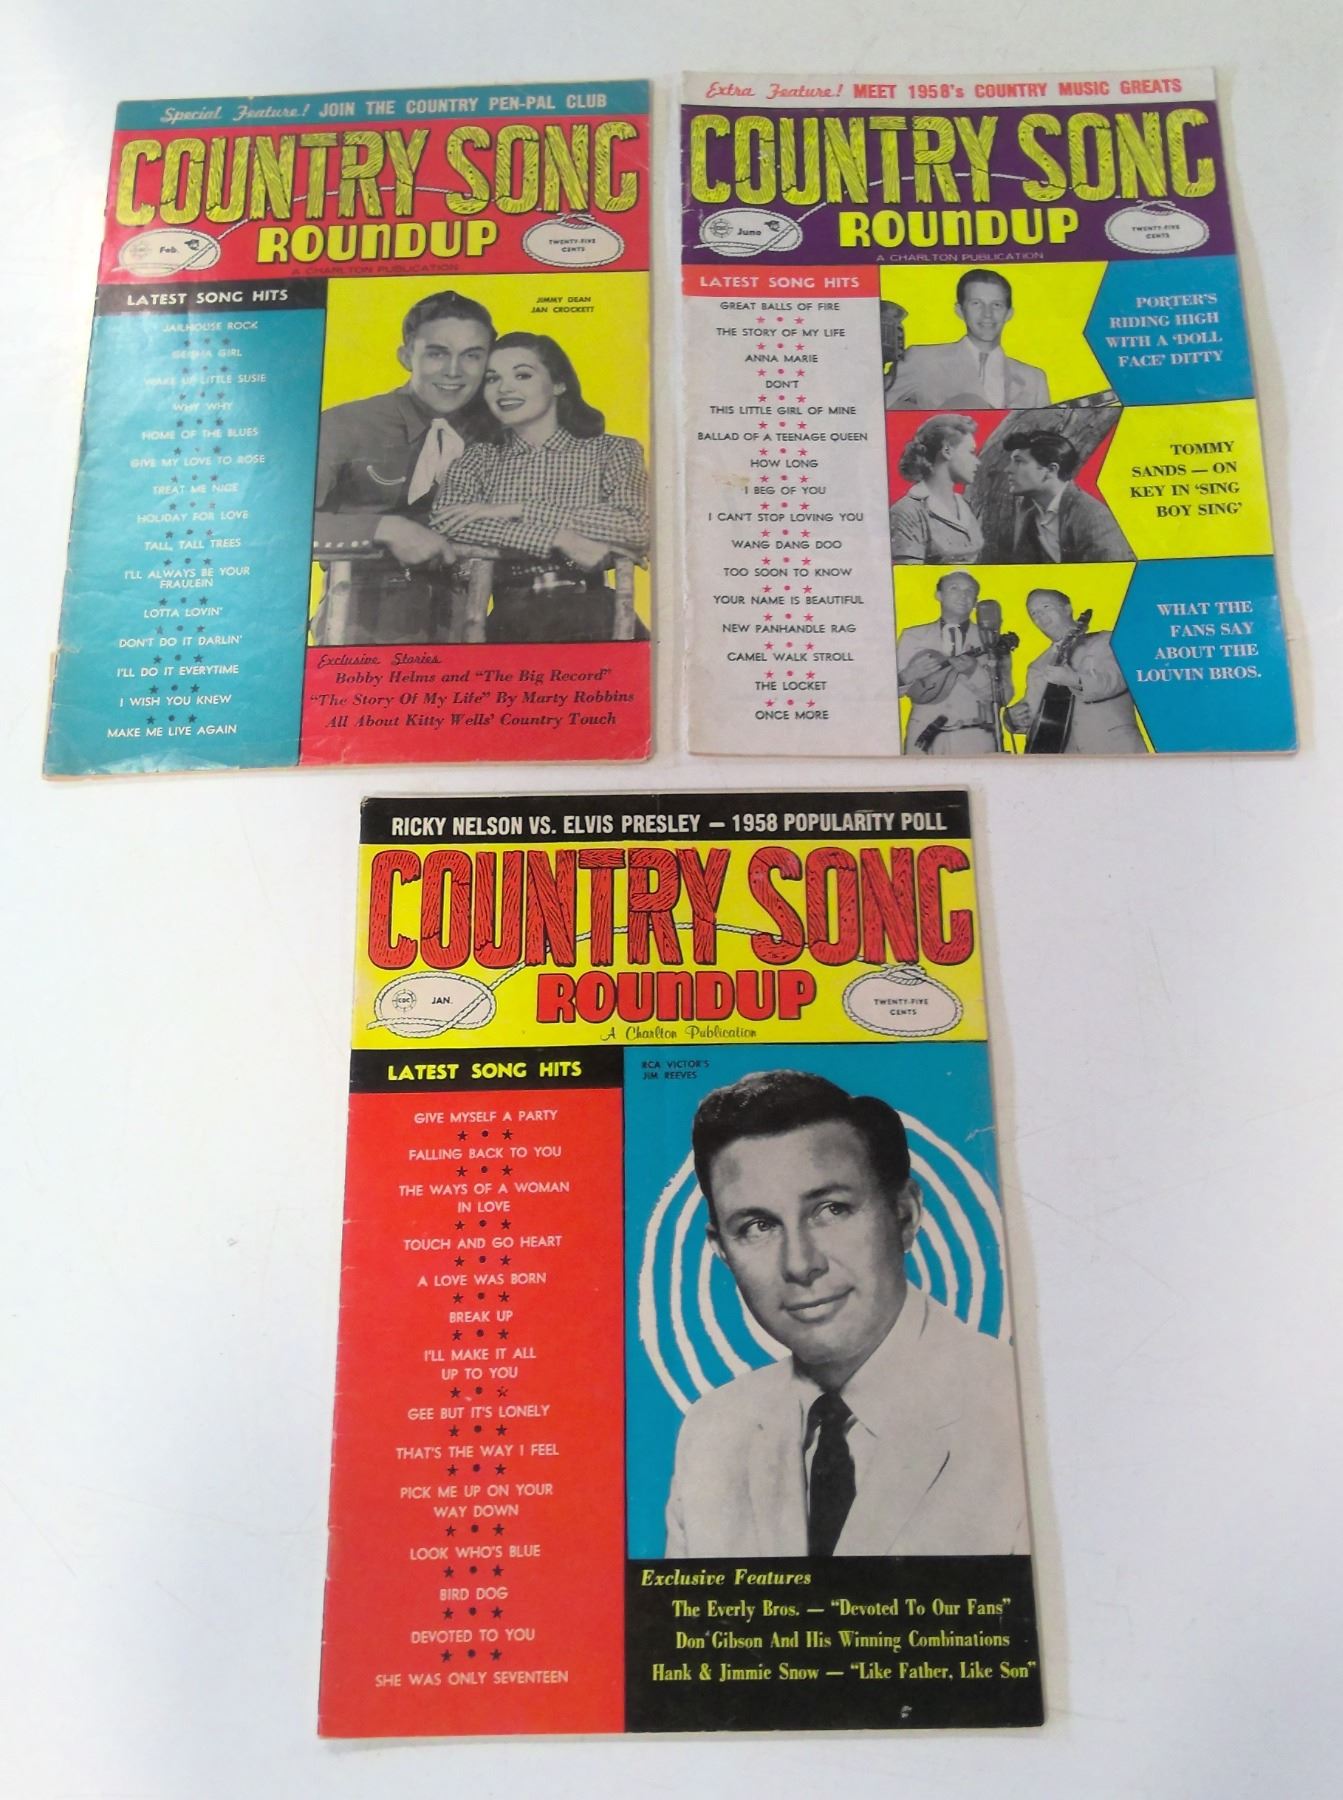 Special Feature! JOIN THE COUNTRY PEN-PAL CLUB
COUNTRY SONG
ROUNDUP
CDC Feb.
TWENTY-FIVE
CENTS
A CHARLTON PUBLICATION
LATEST SONG HITS
JAILHOUSE ROCK
GEISHA GIRL
WAKE UP LITTLE SUSIE
WHY WHY
HOME OF THE BLUES
GIVE MY LOVE TO ROSE
TREAT ME NICE
HOLIDAY FOR LOVE
TALL, TALL TREES
I'LL ALWAYS BE YOUR
FRAULEIN
LOTTA LOVIN'
DON'T DO IT DARLIN'
I'LL DO IT EVERYTIME
I WISH YOU KNEW
MAKE ME LIVE AGAIN
JIMMY DEAN
JAN CROCKETT
Exclusive Stories
Bobby Helms and "The Big Record"
"The Story Of My Life" By Marty Robbins
All About Kitty Wells' Country Touch
Extra Feature! MEET 1958's COUNTRY MUSIC GREATS
COUNTRY SONG
ROUNDUP
CDC June
TWENTY-FIVE
CENTS
A CHARLTON PUBLICATION
LATEST SONG HITS
GREAT BALLS OF FIRE
THE STORY OF MY LIFE
ANNA MARIE
DON'T
THIS LITTLE GIRL OF MINE
BALLAD OF A TEENAGE QUEEN
HOW LONG
I BEG OF YOU
I CAN'T STOP LOVING YOU
WANG DANG DOO
TOO SOON TO KNOW
YOUR NAME IS BEAUTIFUL
NEW PANHANDLE RAG
CAMEL WALK STROLL
THE LOCKET
ONCE MORE
PORTER'S
RIDING HIGH
WITH A 'DOLL
FACE' DITTY
TOMMY
SANDS — ON
KEY IN 'SING
BOY SING'
WHAT THE
FANS SAY
ABOUT THE
LOUVIN BROS.
RICKY NELSON VS. ELVIS PRESLEY — 1958 POPULARITY POLL
COUNTRY SONG
ROUNDUP
CDC JAN.
TWENTY-FIVE
CENTS
A Charlton Publication
LATEST SONG HITS
GIVE MYSELF A PARTY
FALLING BACK TO YOU
THE WAYS OF A WOMAN
IN LOVE
TOUCH AND GO HEART
A LOVE WAS BORN
BREAK UP
I'LL MAKE IT ALL
UP TO YOU
GEE BUT IT'S LONELY
THAT'S THE WAY I FEEL
PICK ME UP ON YOUR
WAY DOWN
LOOK WHO'S BLUE
BIRD DOG
DEVOTED TO YOU
SHE WAS ONLY SEVENTEEN
RCA VICTOR'S
JIM REEVES
Exclusive Features
The Everly Bros. — "Devoted To Our Fans"
Don Gibson And His Winning Combinations
Hank & Jimmie Snow — "Like Father, Like Son"